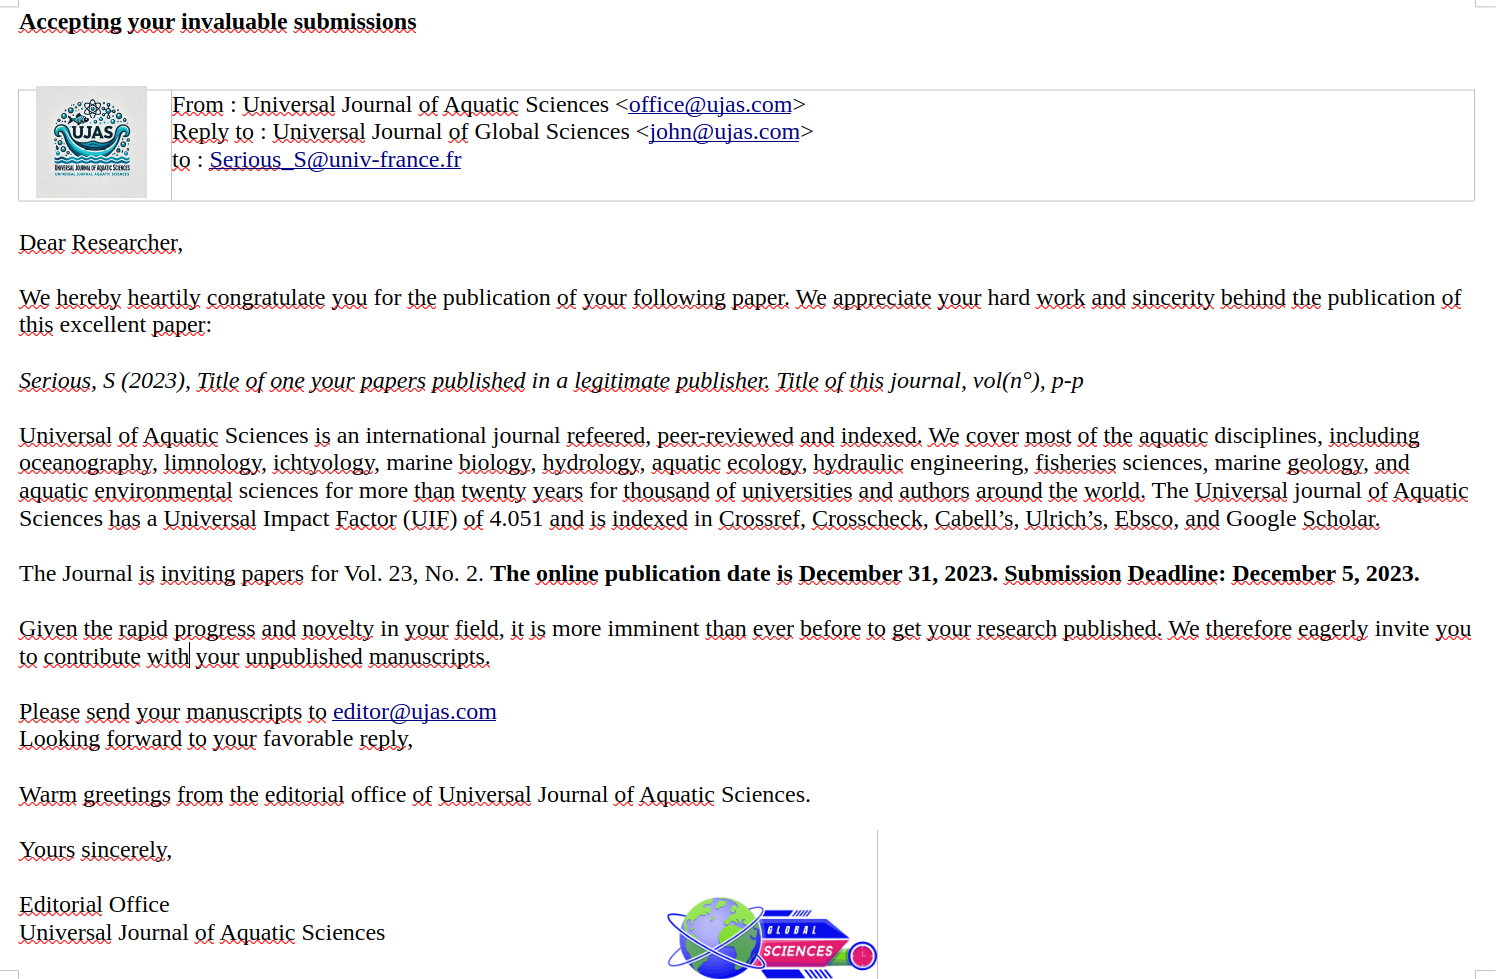 Accepting your invaluable submissions
UJAS
UNIVERSAL JOURNAL OF AQUATIC SCIENCES
UNIVERSAL JOURNAL AQUATIC SCIENCES
From : Universal Journal of Aquatic Sciences <office@ujas.com>
Reply to : Universal Journal of Global Sciences <john@ujas.com>
to : Serious_S@univ-france.fr
Dear Researcher,
We hereby heartily congratulate you for the publication of your following paper. We appreciate your hard work and sincerity behind the publication of
this excellent paper:
Serious, S (2023), Title of one your papers published in a legitimate publisher. Title of this journal, vol(n°), p-p
Universal of Aquatic Sciences is an international journal refeered, peer-reviewed and indexed. We cover most of the aquatic disciplines, including
oceanography, limnology, ichtyology, marine biology, hydrology, aquatic ecology, hydraulic engineering, fisheries sciences, marine geology, and
aquatic environmental sciences for more than twenty years for thousand of universities and authors around the world. The Universal journal of Aquatic
Sciences has a Universal Impact Factor (UIF) of 4.051 and is indexed in Crossref, Crosscheck, Cabell’s, Ulrich’s, Ebsco, and Google Scholar.
The Journal is inviting papers for Vol. 23, No. 2. The online publication date is December 31, 2023. Submission Deadline: December 5, 2023.
Given the rapid progress and novelty in your field, it is more imminent than ever before to get your research published. We therefore eagerly invite you
to contribute with your unpublished manuscripts.
Please send your manuscripts to editor@ujas.com
Looking forward to your favorable reply,
Warm greetings from the editorial office of Universal Journal of Aquatic Sciences.
Yours sincerely,
Editorial Office
Universal Journal of Aquatic Sciences
GLOBAL
SCIENCES